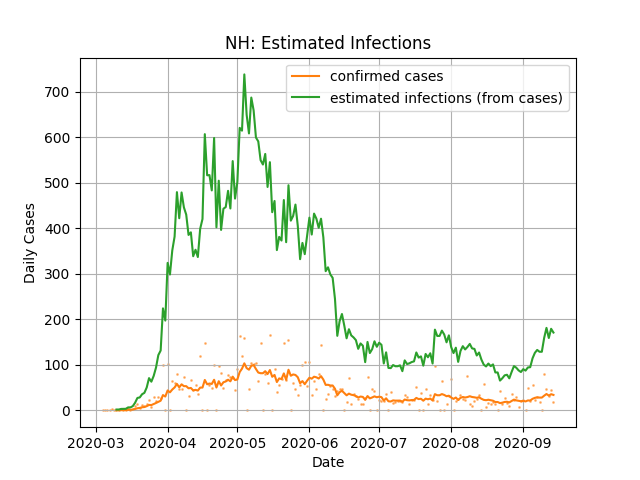 NH: Estimated Infections
confirmed cases
estimated infections (from cases)
Daily Cases
700
600
500
400
300
200
100
0
2020-03 2020-04 2020-05 2020-06 2020-07 2020-08 2020-09
Date